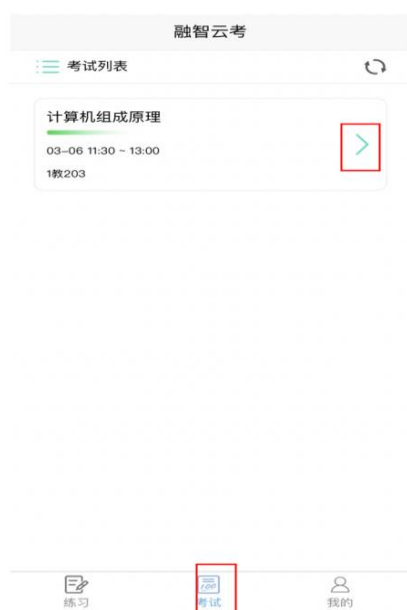 融智云考
考试列表
计算机组成原理
03-06 11:30 ~ 13:00
1教203
练习
考试
我的